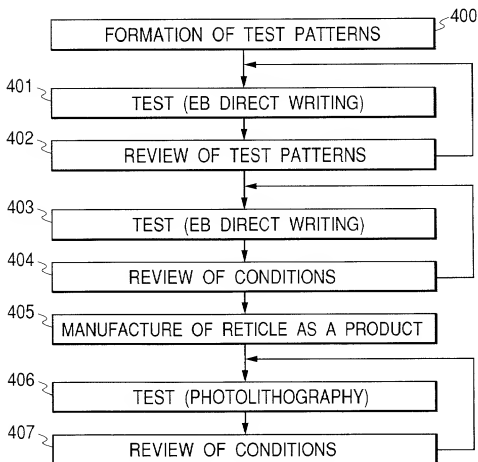 FORMATION OF TEST PATTERNS 400
401 TEST (EB DIRECT WRITING)
402 REVIEW OF TEST PATTERNS
403 TEST (EB DIRECT WRITING)
404 REVIEW OF CONDITIONS
405 MANUFACTURE OF RETICLE AS A PRODUCT
406 TEST (PHOTOLITHOGRAPHY)
407 REVIEW OF CONDITIONS